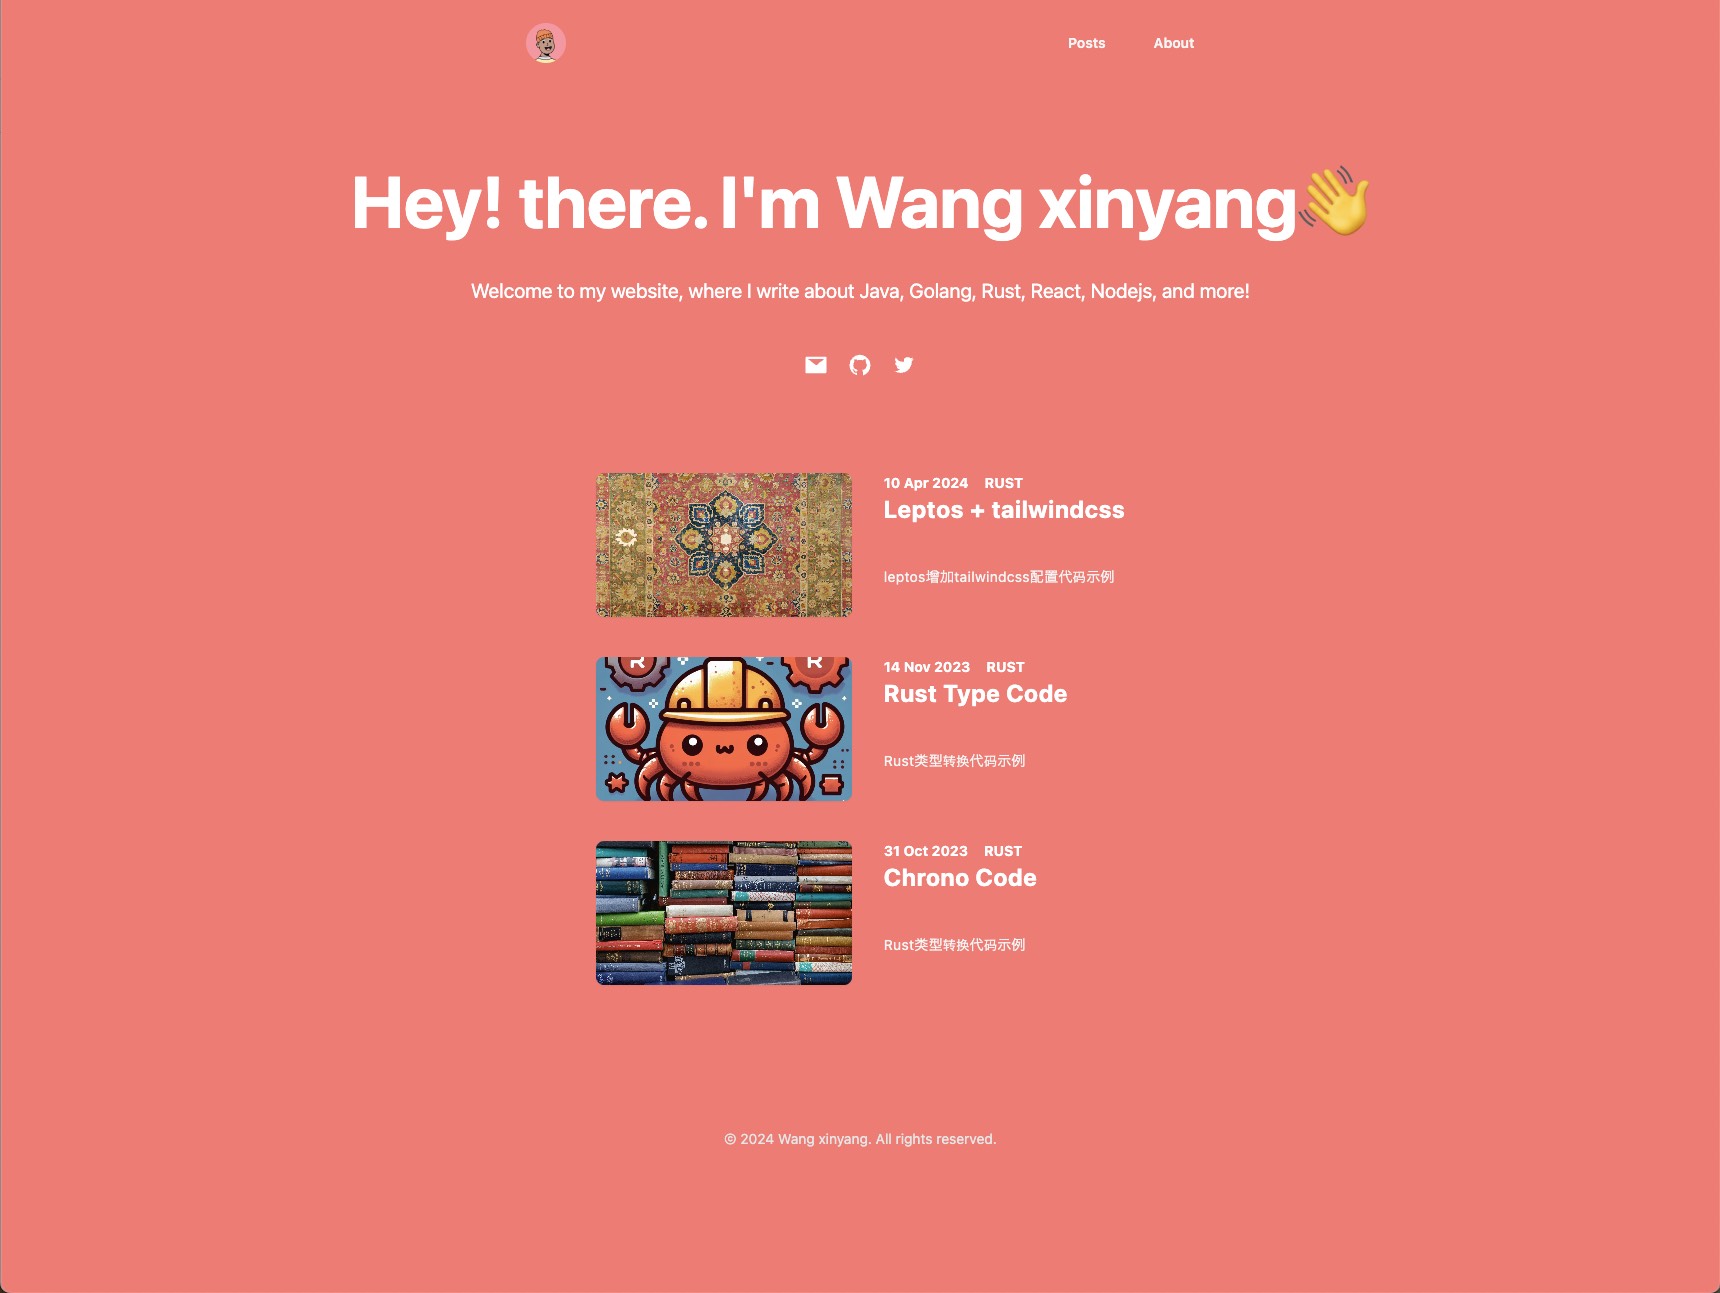 Posts About
Hey! there. I'm Wang xinyang👋
Welcome to my website, where I write about Java, Golang, Rust, React, Nodejs, and more!
10 Apr 2024 RUST
Leptos + tailwindcss
leptos增加tailwindcss配置代码示例
R R
14 Nov 2023 RUST
Rust Type Code
Rust类型转换代码示例
31 Oct 2023 RUST
Chrono Code
Rust类型转换代码示例
© 2024 Wang xinyang. All rights reserved.